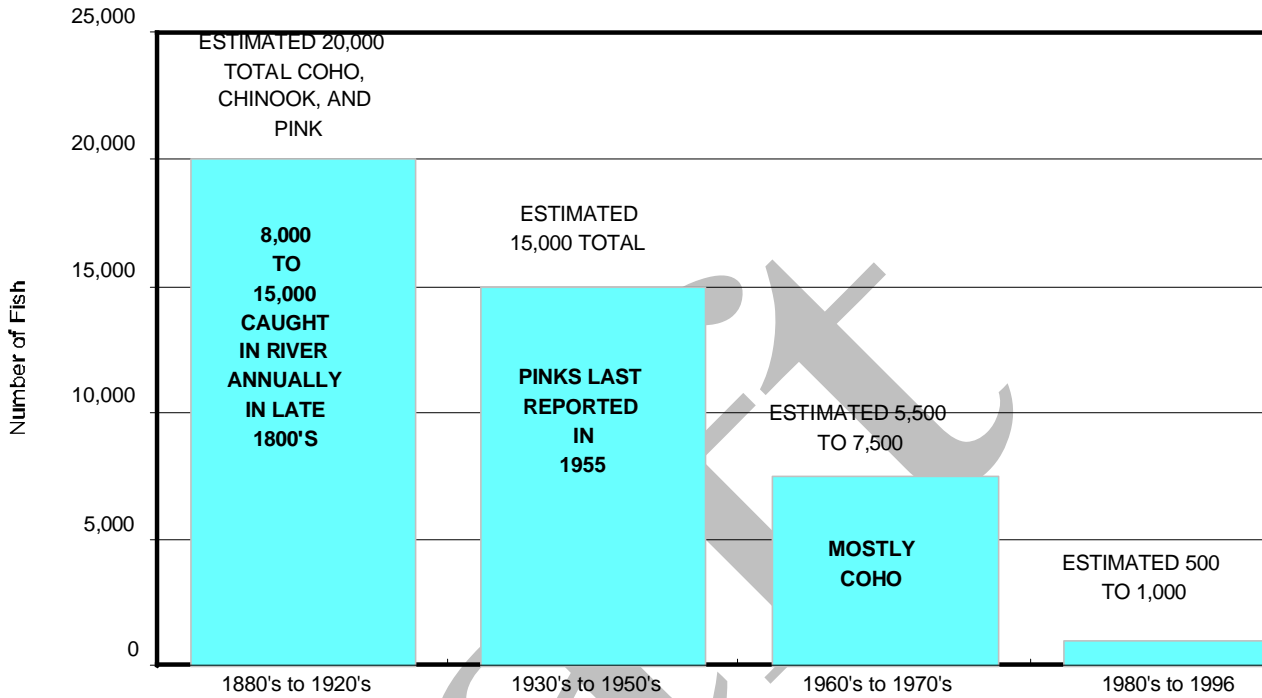 25,000
ESTIMATED 20,000
TOTAL COHO,
CHINOOK, AND
PINK
20,000
8,000
TO
15,000
CAUGHT
IN RIVER
ANNUALLY
IN LATE
1800'S
ESTIMATED
15,000 TOTAL
15,000
PINKS LAST
REPORTED
IN
1955
10,000
ESTIMATED 5,500
TO 7,500
MOSTLY
COHO
5,000
ESTIMATED 500
TO 1,000
0
Number of Fish
1880's to 1920's
1930's to 1950's
1960's to 1970's
1980's to 1996